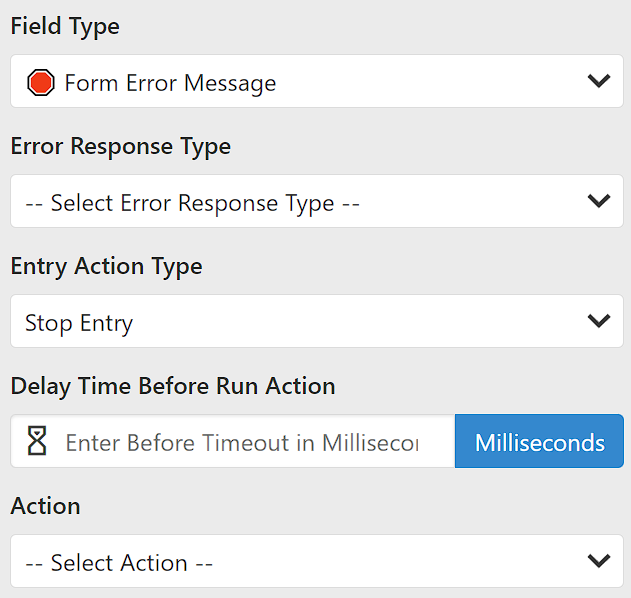 Field Type
Form Error Message
Error Response Type
-- Select Error Response Type --
Entry Action Type
Stop Entry
Delay Time Before Run Action
Enter Before Timeout in Millisecon Milliseconds
Action
-- Select Action --